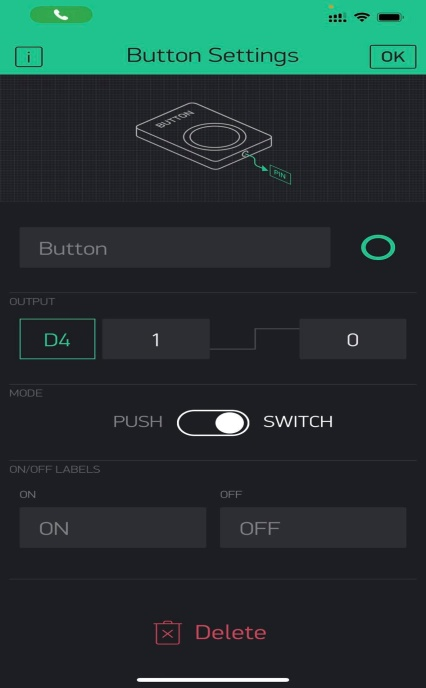 i Button Settings OK
BUTTON
PIN
Button
OUTPUT
D4 1 0
MODE
PUSH SWITCH
ON/OFF LABELS
ON OFF
ON OFF
Delete